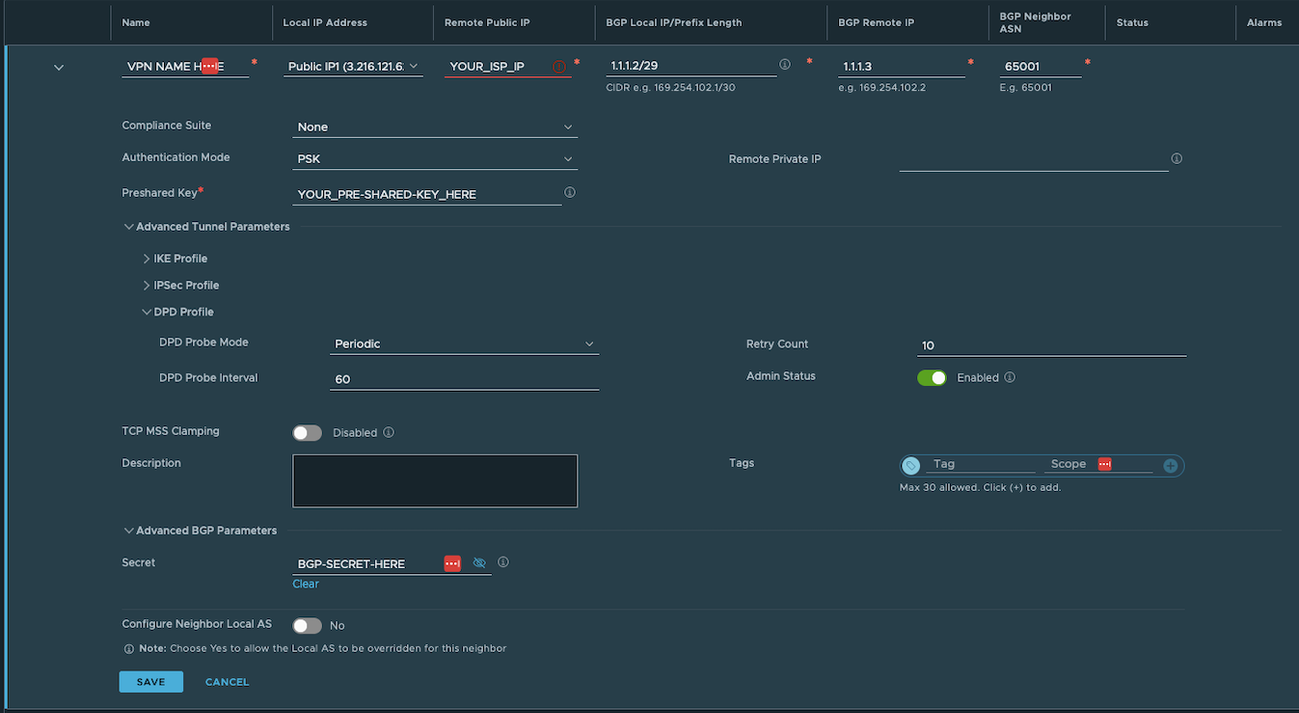 Name Local IP Address Remote Public IP BGP Local IP/Prefix Length BGP Remote IP BGP Neighbor ASN Status Alarms
VPN NAME H E * Public IP1 (3.216.121.6: YOUR_ISP_IP * 1.1.1.2/29 * 1.1.1.3 * 65001 *
CIDR e.g. 169.254.102.1/30 e.g. 169.254.102.2 E.g. 65001
Compliance Suite None
Authentication Mode PSK Remote Private IP
Preshared Key* YOUR_PRE-SHARED-KEY_HERE
Advanced Tunnel Parameters
IKE Profile
IPSec Profile
DPD Profile
DPD Probe Mode Periodic Retry Count 10
DPD Probe Interval 60 Admin Status Enabled
TCP MSS Clamping Disabled
Description Tags Tag Scope
Max 30 allowed. Click (+) to add.
Advanced BGP Parameters
Secret BGP-SECRET-HERE
Clear
Configure Neighbor Local AS No
Note: Choose Yes to allow the Local AS to be overridden for this neighbor
SAVE CANCEL